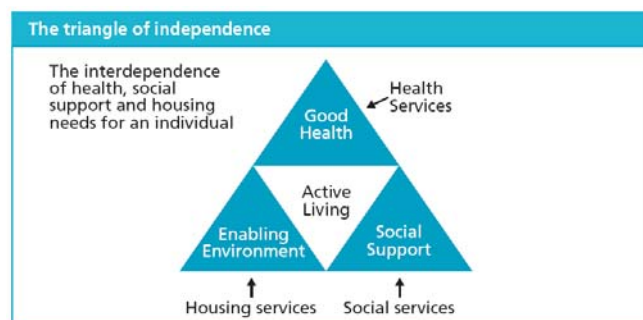 The triangle of independence
The interdependence
of health, social
support and housing
needs for an individual
Health
Services
Good
Health
Active
Living
Enabling
Environment
Social
Support
Housing services
Social services